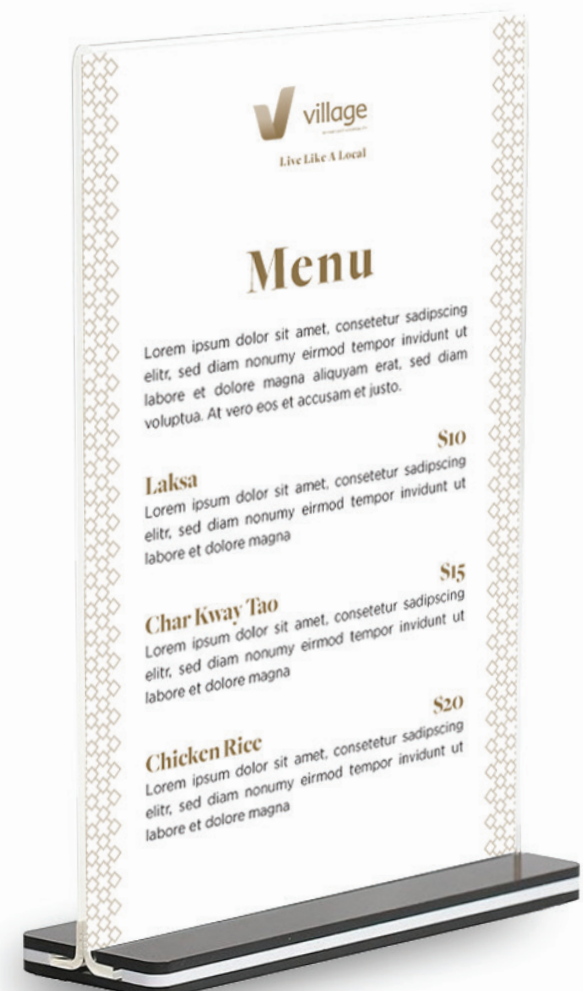 village
Live Like A Local
Menu
Lorem ipsum dolor sit amet, consetetur sadipscing
elitr, sed diam nonumy eirmod tempor invidunt ut
labore et dolore magna aliquyam erat, sed diam
voluptua. At vero eos et accusam et justo.
$10
Laksa
Lorem ipsum dolor sit amet, consetetur sadipscing
elitr, sed diam nonumy eirmod tempor invidunt ut
labore et dolore magna
$15
Char Kway Tao
Lorem ipsum dolor sit amet, consetetur sadipscing
elitr, sed diam nonumy eirmod tempor invidunt ut
labore et dolore magna
$20
Chicken Rice
Lorem ipsum dolor sit amet, consetetur sadipscing
elitr, sed diam nonumy eirmod tempor invidunt ut
labore et dolore magna